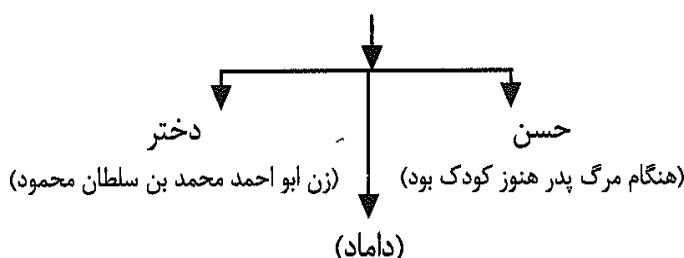 حسن
دختر
(هنگام مرگ پدر هنوز کودک بود)
(زن ابو احمد محمد بن سلطان محمود)
(داماد)